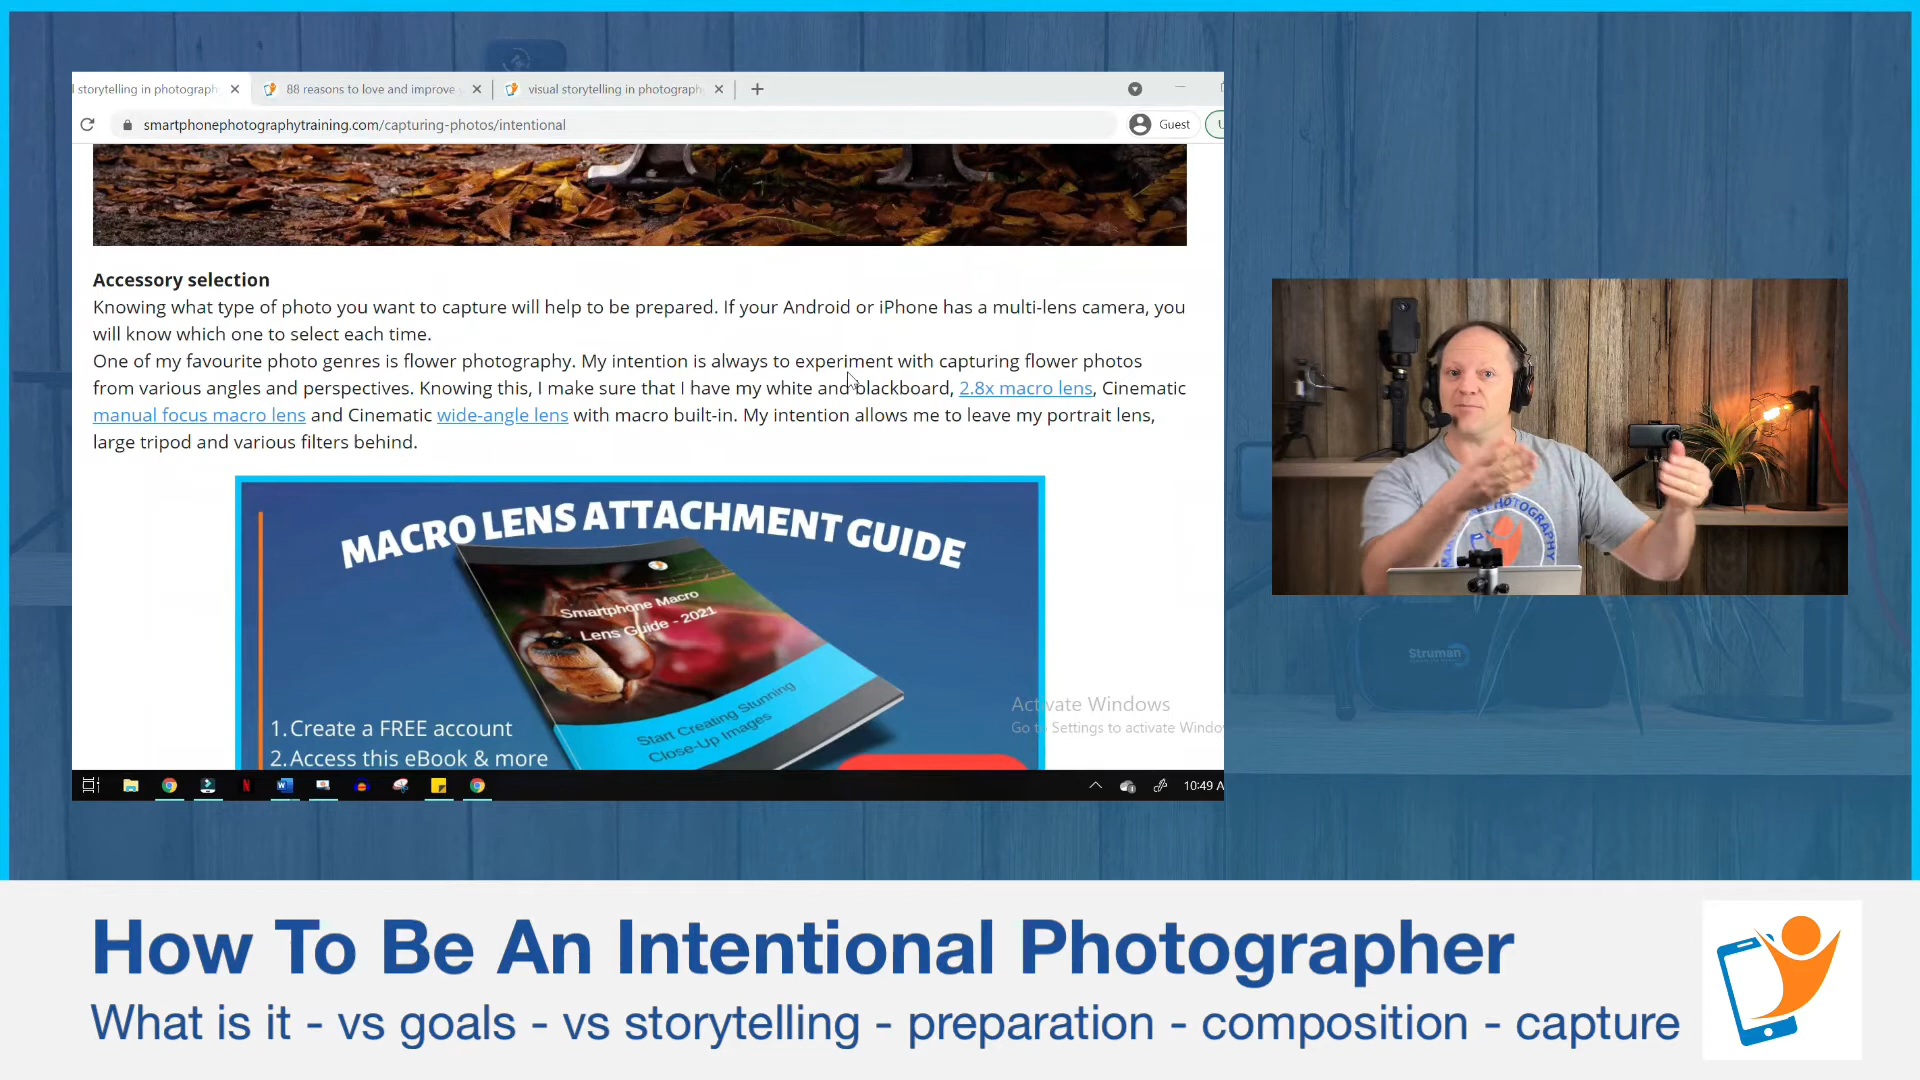 l storytelling in photograph
88 reasons to love and improve
visual storytelling in photograph
smartphonephotographytraining.com/capturing-photos/intentional
Guest
Accessory selection
Knowing what type of photo you want to capture will help to be prepared. If your Android or iPhone has a multi-lens camera, you
will know which one to select each time.
One of my favourite photo genres is flower photography. My intention is always to experiment with capturing flower photos
from various angles and perspectives. Knowing this, I make sure that I have my white and blackboard, 2.8x macro lens, Cinematic
manual focus macro lens and Cinematic wide-angle lens with macro built-in. My intention allows me to leave my portrait lens,
large tripod and various filters behind.
MACRO LENS ATTACHMENT GUIDE
Smartphone Macro
Lens Guide - 2021
Start Creating Stunning
Close-Up Images
1. Create a FREE account
2. Access this eBook & more
Activate Windows
Go to Settings to activate Windo
10:49 A
Struman
PHOTOGRAPHY
How To Be An Intentional Photographer
What is it - vs goals - vs storytelling - preparation - composition - capture